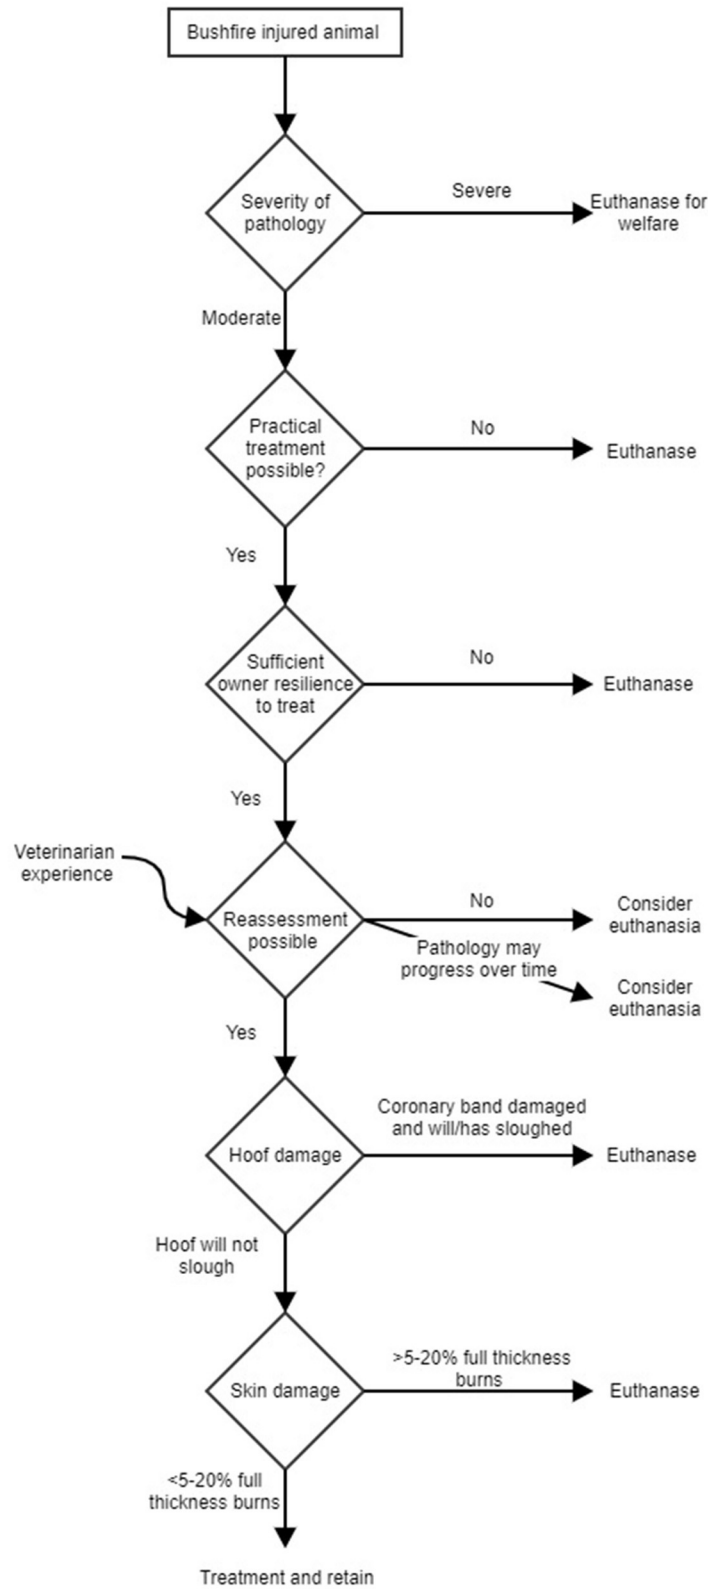 Bushfire injured animal
Severity of
pathology
Severe
Euthanase for
welfare
Moderate
Practical
treatment
possible?
No
Euthanase
Yes
Sufficient
owner resilience
to treat
No
Euthanase
Yes
Veterinarian
experience
Reassessment
possible
No
Consider
euthanasia
Pathology may
progress over time
Consider
euthanasia
Yes
Hoof damage
Coronary band damaged
and will/has sloughed
Euthanase
Hoof will not
slough
Skin damage
>5-20% full thickness
burns
Euthanase
<5-20% full
thickness burns
Treatment and retain